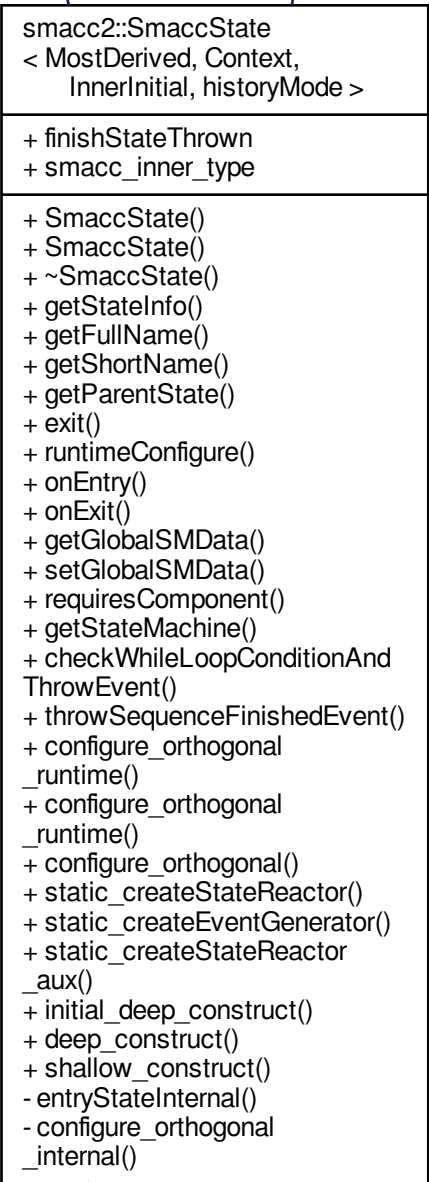 smacc2::SmaccState
< MostDerived, Context,
InnerInitial, historyMode >
+ finishStateThrown
+ smacc_inner_type
+ SmaccState()
+ SmaccState()
+ ~SmaccState()
+ getStateInfo()
+ getFullName()
+ getShortName()
+ getParentState()
+ exit()
+ runtimeConfigure()
+ onEntry()
+ onExit()
+ getGlobalSMData()
+ setGlobalSMData()
+ requiresComponent()
+ getStateMachine()
+ checkWhileLoopConditionAnd
ThrowEvent()
+ throwSequenceFinishedEvent()
+ configure_orthogonal
_runtime()
+ configure_orthogonal
_runtime()
+ configure_orthogonal()
+ static_createStateReactor()
+ static_createEventGenerator()
+ static_createStateReactor
_aux()
+ initial_deep_construct()
+ deep_construct()
+ shallow_construct()
- entryStateInternal()
- configure_orthogonal
_internal()